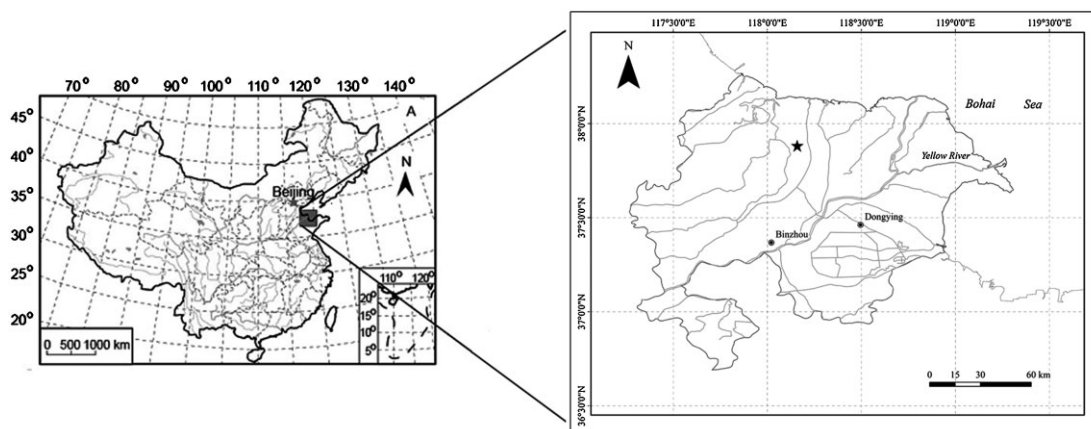 70° 80° 90° 100° 110° 120° 130° 140°
A
45°
40°
35°
30°
25°
20°
N
Beijing
110° 120°
20°
15°
10°
5°
0 500 1000 km
117°30'0"E 118°0'0"E 118°30'0"E 119°0'0"E 119°30'0"E
N
Bohai Sea
38°0'0"N
Yellow River
37°30'0"N
Dongying
Binzhou
37°0'0"N
0 15 30 60 km
36°30'0"N